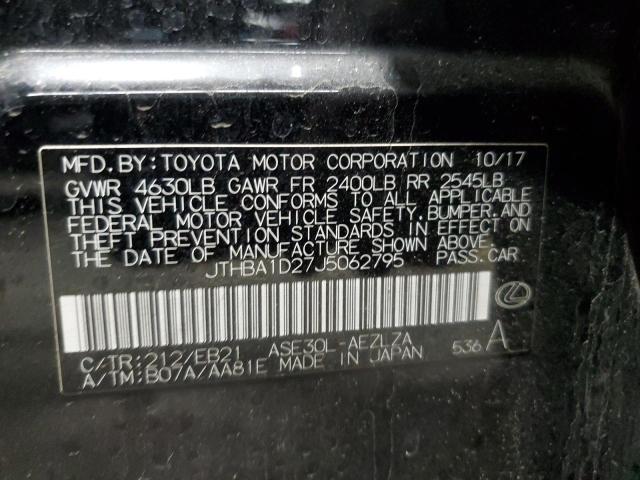 MFD. BY: TOYOTA MOTOR CORPORATION 10/17
GVWR 4630LB GAWR FR 2400LB RR 2545LB
THIS VEHICLE CONFORMS TO ALL APPLICABLE
FEDERAL MOTOR VEHICLE SAFETY, BUMPER, AND
THEFT PREVENTION STANDARDS IN EFFECT ON
THE DATE OF MANUFACTURE SHOWN ABOVE.
JTHBA1D27J5062795 PASS. CAR
C/TR: 212/EB21 ASE30L-AEZLZA
A/TM: B07A/AA81E MADE IN JAPAN 536 A